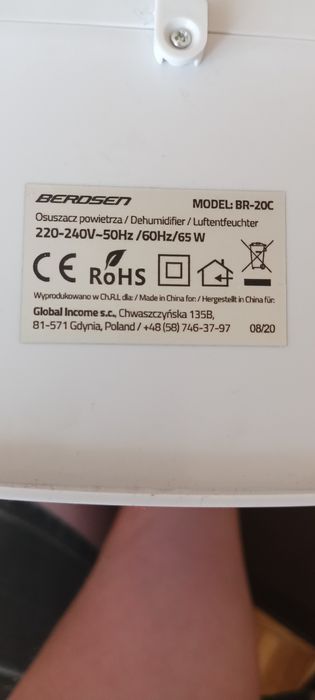 BERDSEN MODEL: BR-20C
Osuszacz powietrza / Dehumidifier / Luftentfeuchter
220-240V~50Hz /60Hz/65 W
CE RoHS
Wyprodukowano w Ch.R.L dla: / Made in China for: / Hergestellt in China für:
Global Income s.c., Chwaszczyńska 135B,
81-571 Gdynia, Poland / +48 (58) 746-37-97 08/20